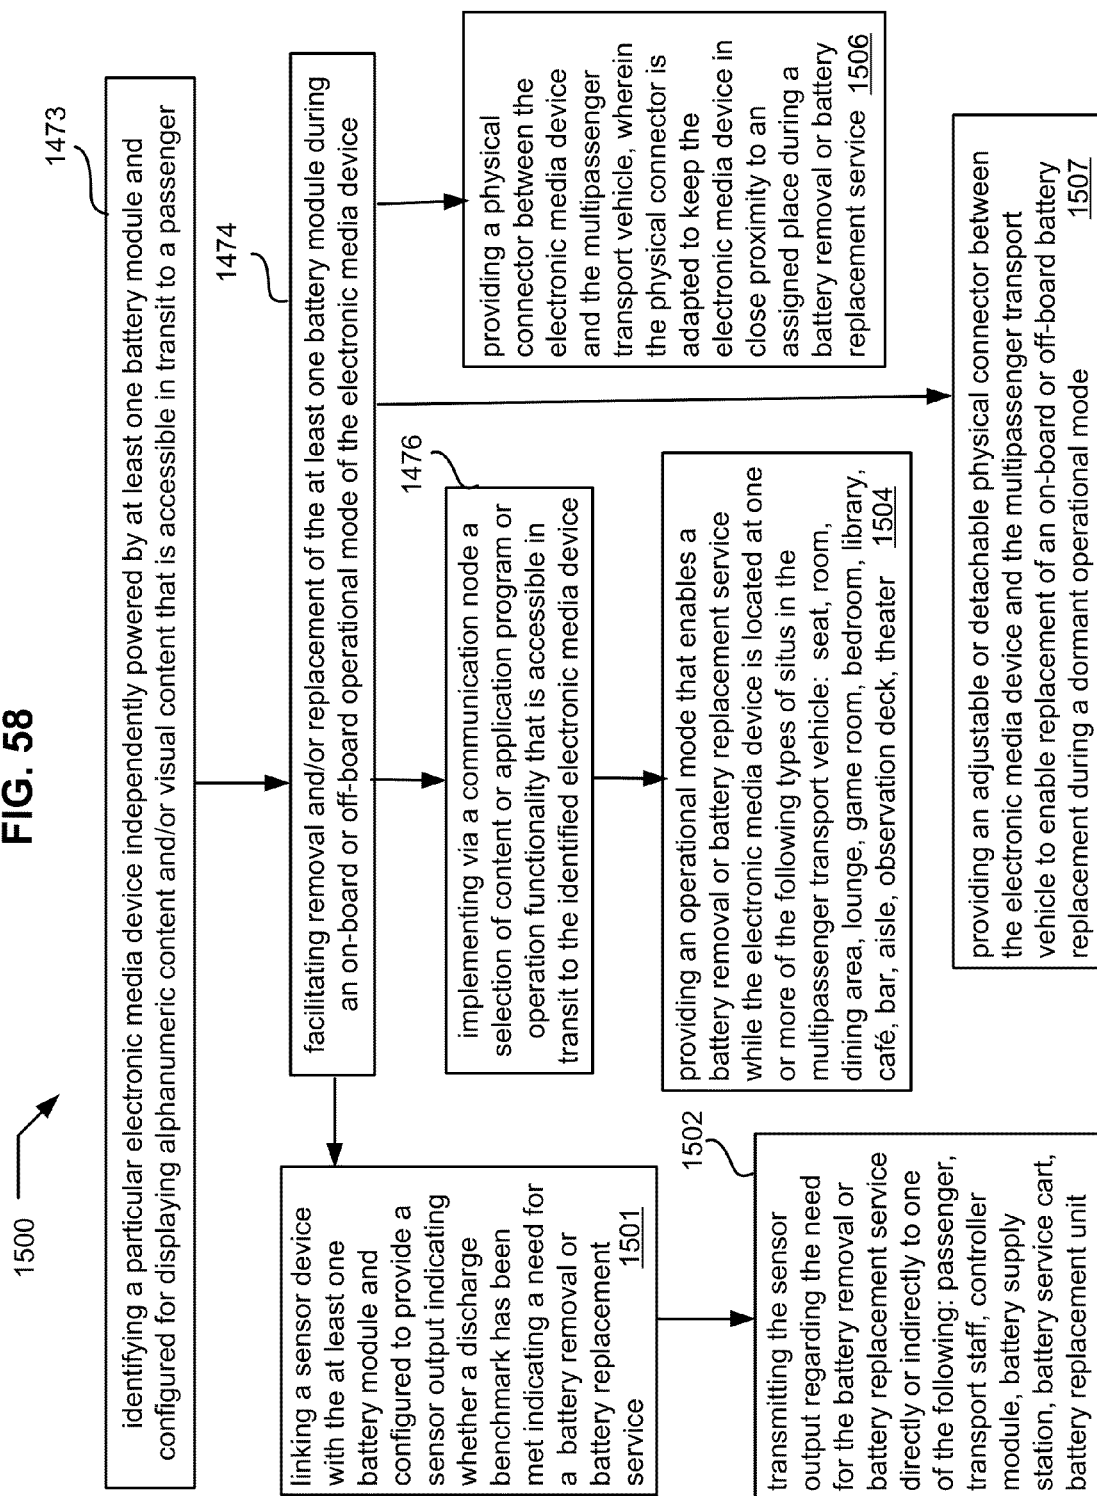 FIG. 58
1500
1473
identifying a particular electronic media device independently powered by at least one battery module and
configured for displaying alphanumeric content and/or visual content that is accessible in transit to a passenger
1474
facilitating removal and/or replacement of the at least one battery module during
an on-board or off-board operational mode of the electronic media device
linking a sensor device
with the at least one
battery module and
configured to provide a
sensor output indicating
whether a discharge
benchmark has been
met indicating a need for
a battery removal or
battery replacement
service 1501
1476
implementing via a communication node a
selection of content or application program or
operation functionality that is accessible in
transit to the identified electronic media device
providing a physical
connector between the
electronic media device
and the multipassenger
transport vehicle, wherein
the physical connector is
adapted to keep the
electronic media device in
close proximity to an
assigned place during a
battery removal or battery
replacement service 1506
1502
transmitting the sensor
output regarding the need
for the battery removal or
battery replacement service
directly or indirectly to one
of the following: passenger,
transport staff, controller
module, battery supply
station, battery service cart,
battery replacement unit
providing an operational mode that enables a
battery removal or battery replacement service
while the electronic media device is located at one
or more of the following types of situs in the
multipassenger transport vehicle: seat, room,
dining area, lounge, game room, bedroom, library,
café, bar, aisle, observation deck, theater 1504
providing an adjustable or detachable physical connector between
the electronic media device and the multipassenger transport
vehicle to enable replacement of an on-board or off-board battery
replacement during a dormant operational mode 1507